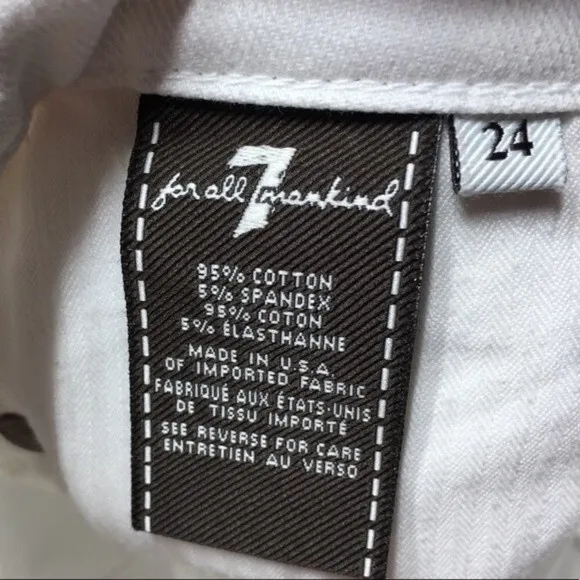 for all 7 mankind
24
95% COTTON
5% SPANDEX
95% COTON
5% ÉLASTHANNE
MADE IN U.S.A.
OF IMPORTED FABRIC
FABRIQUÉ AUX ÉTATS-UNIS
DE TISSU IMPORTÉ
SEE REVERSE FOR CARE
ENTRETIEN AU VERSO